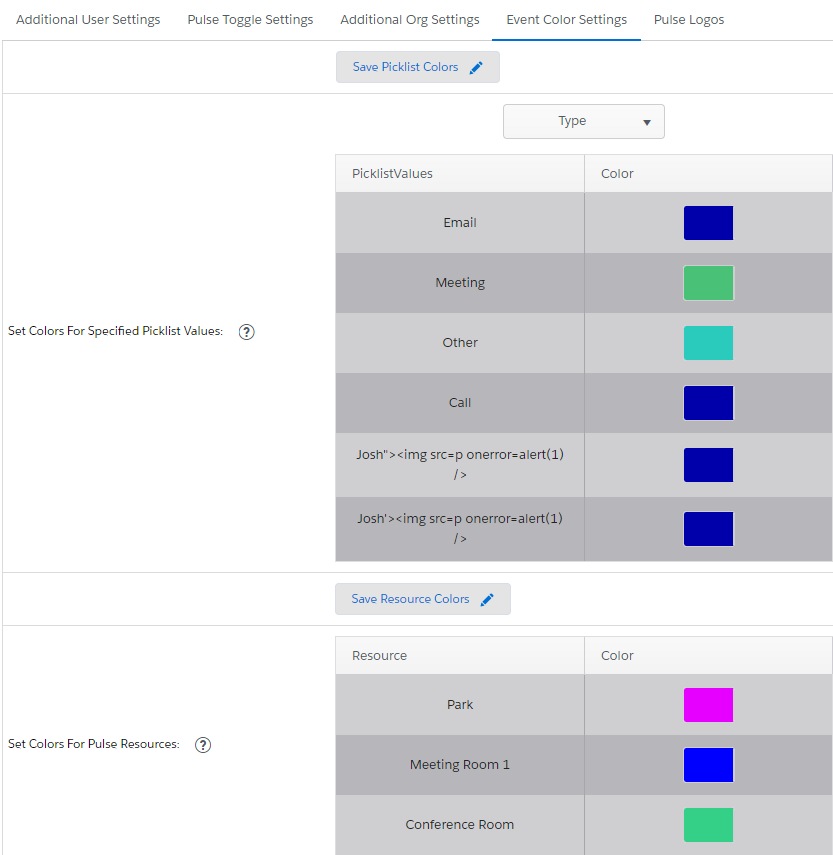 Additional User Settings Pulse Toggle Settings Additional Org Settings Event Color Settings Pulse Logos
Save Picklist Colors
Type
PicklistValues Color
Email
Meeting
Other
Set Colors For Specified Picklist Values: ?
Call
Josh"><img src=p onerror=alert(1)
/>
Josh'><img src=p onerror=alert(1)
/>
Save Resource Colors
Resource Color
Park
Set Colors For Pulse Resources: ?
Meeting Room 1
Conference Room